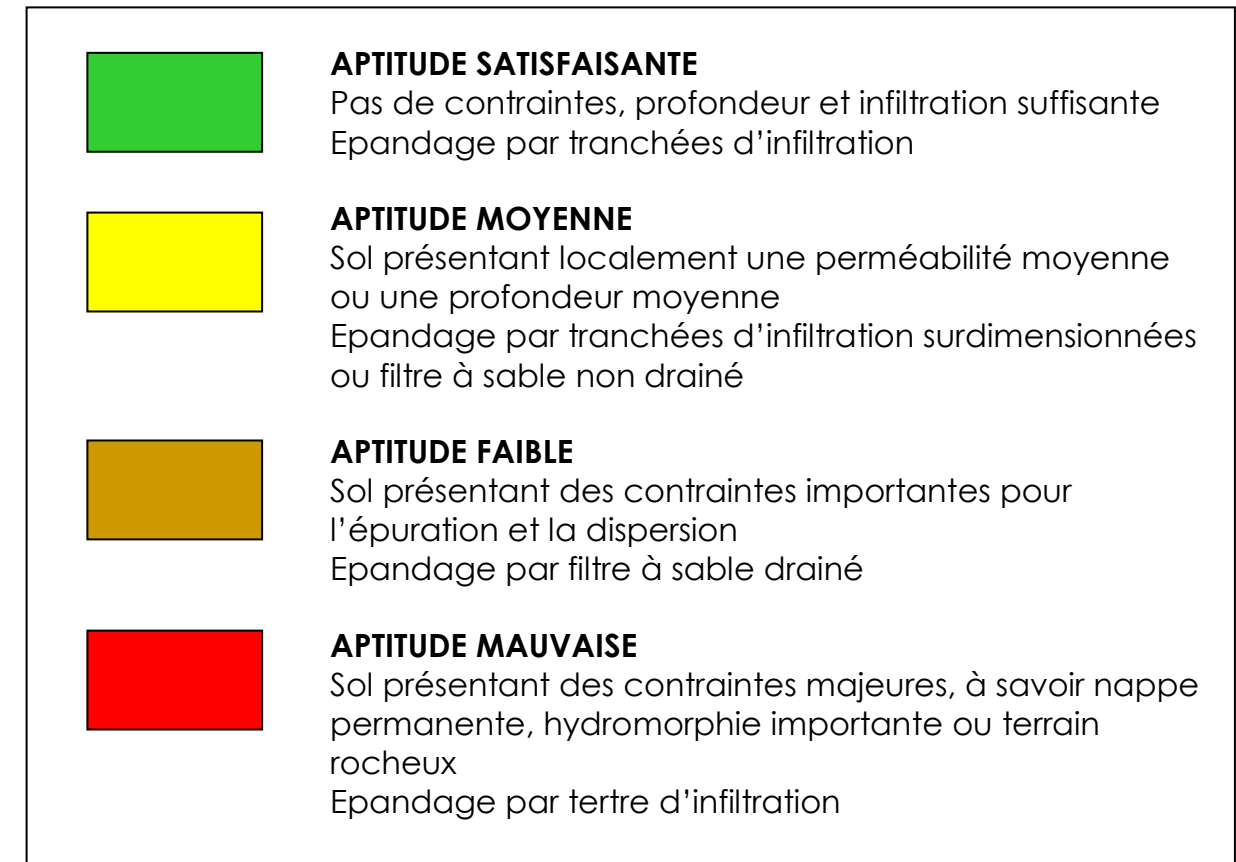 APTITUDE SATISFAISANTE
Pas de contraintes, profondeur et infiltration suffisante
Epandage par tranchées d’infiltration
APTITUDE MOYENNE
Sol présentant localement une perméabilité moyenne
ou une profondeur moyenne
Epandage par tranchées d’infiltration surdimensionnées
ou filtre à sable non drainé
APTITUDE FAIBLE
Sol présentant des contraintes importantes pour
l’épuration et la dispersion
Epandage par filtre à sable drainé
APTITUDE MAUVAISE
Sol présentant des contraintes majeures, à savoir nappe
permanente, hydromorphie importante ou terrain
rocheux
Epandage par tertre d’infiltration